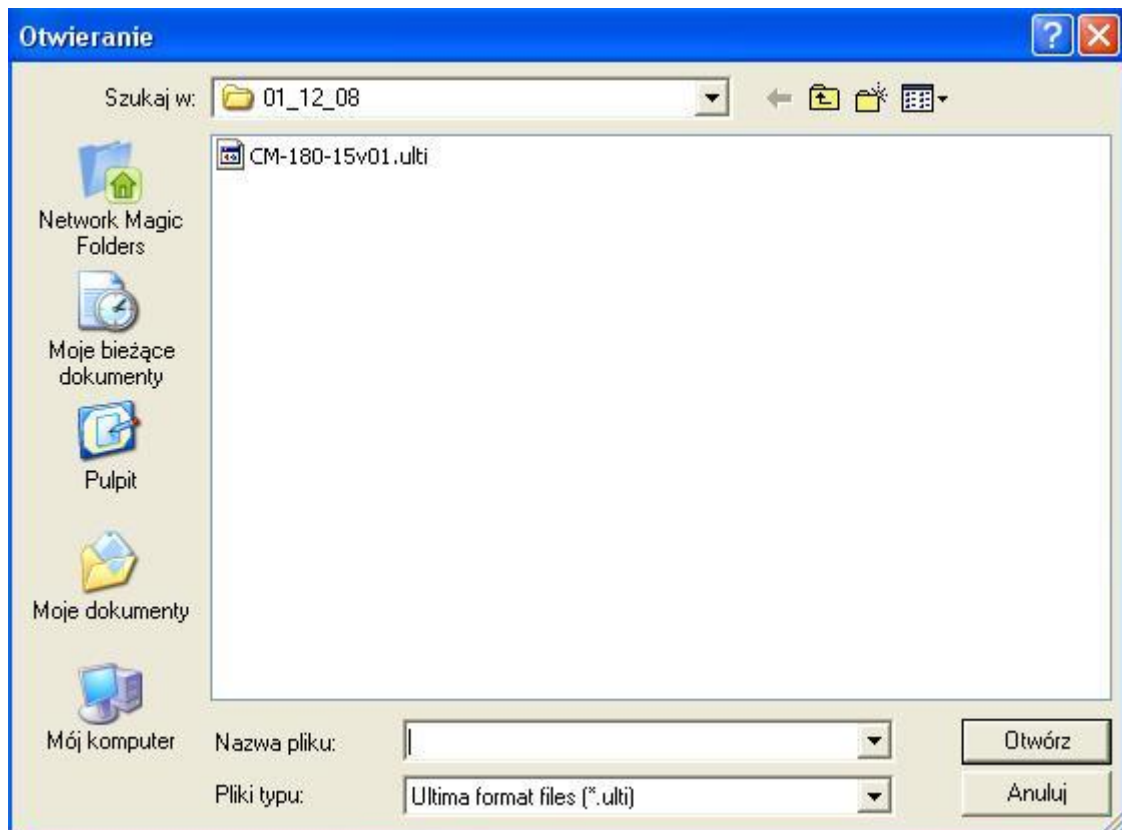 Otwieranie
Szukaj w:
01_12_08
CM-180-15v01.ulti
Network Magic
Folders
Moje bieżące
dokumenty
Pulpit
Moje dokumenty
Mój komputer
Nazwa pliku:
Otwórz
Pliki typu:
Ultima format files (*.ulti)
Anuluj